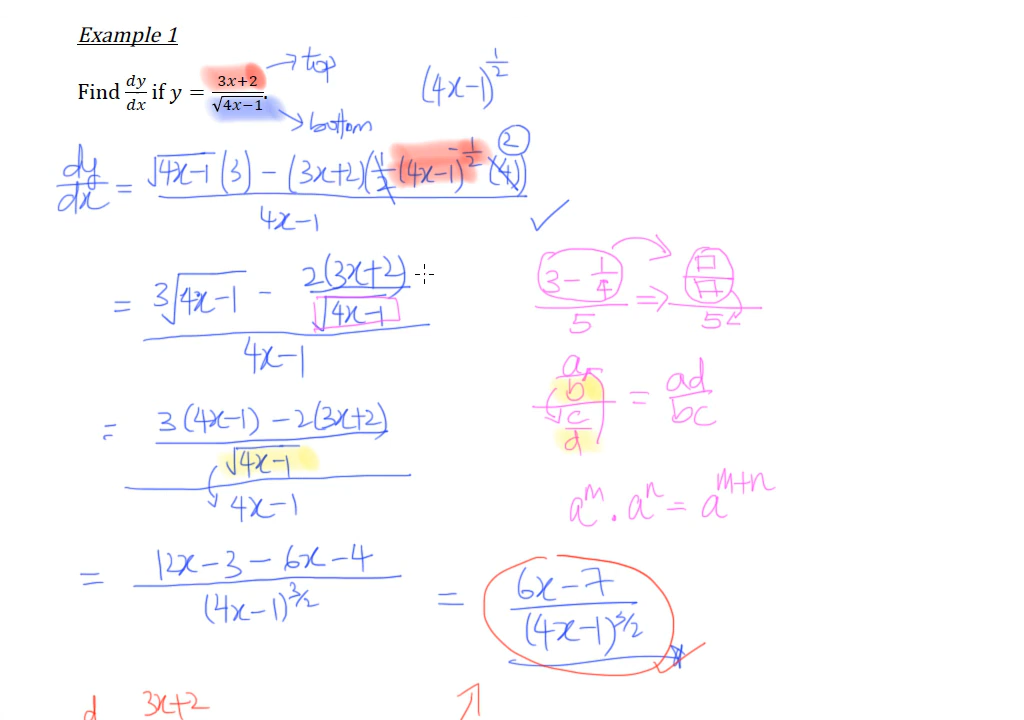 Example 1
→ top
(4x−1)^{1/2}
Find dy/dx if y = (3x+2)/√(4x−1).
→ bottom
dy/dx = [√(4x−1) (3) − (3x+2)(1/2 (4x−1)^{−1/2} (4))] / (4x−1)
2
✓
= [3√(4x−1) − 2(3x+2)/√(4x−1)] / (4x−1)
(3 − 1/4)/5 ⇒ (□/□)/5
= [(3(4x−1) − 2(3x+2))/√(4x−1)] / (4x−1)
(a/b)/(c/d) = ad/bc
a^m . a^n = a^{m+n}
= (12x−3−6x−4)/(4x−1)^{3/2} = (6x−7)/(4x−1)^{3/2}
d 3x+2